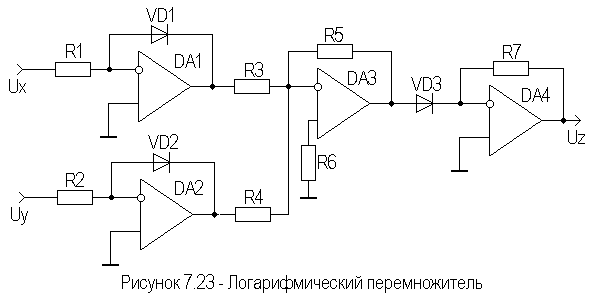 VD1
R1
DA1
Ux
R3
R5
DA3
VD3
R7
DA4
Uz
VD2
R2
DA2
Uy
R4
R6
Рисунок 7.23 - Логарифмический перемножитель